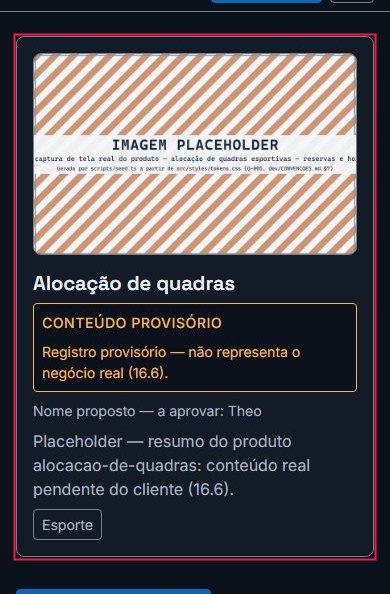 IMAGEM PLACEHOLDER
captura de tela real do produto — alocação de quadras esportivas — reservas e ho
Gerada por scripts/seed.ts a partir de src/styles/tokens.css (Q-005, dev/CONVENCOES.md §7)
Alocação de quadras
CONTEÚDO PROVISÓRIO
Registro provisório — não representa o
negócio real (16.6).
Nome proposto — a aprovar: Theo
Placeholder — resumo do produto
alocacao-de-quadras: conteúdo real
pendente do cliente (16.6).
Esporte